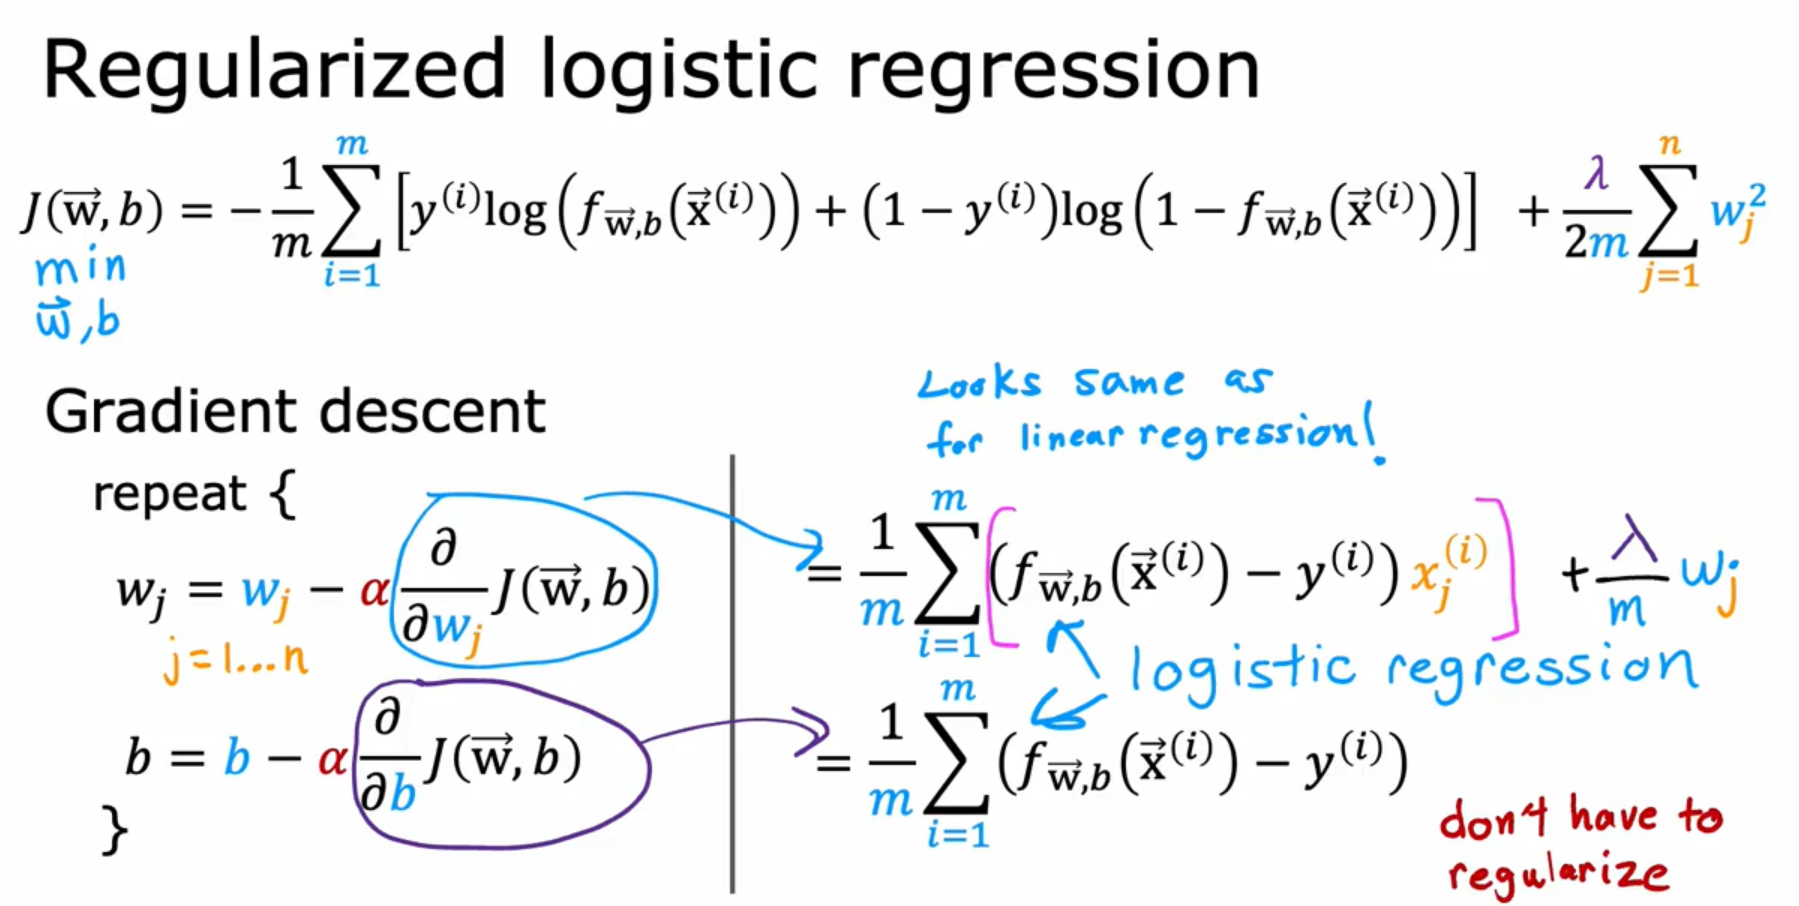 Regularized logistic regression
J(w⃗, b) = −1/m ∑_{i=1}^{m} [y⁽ⁱ⁾log(f_{w⃗,b}(x⃗⁽ⁱ⁾)) + (1 − y⁽ⁱ⁾)log(1 − f_{w⃗,b}(x⃗⁽ⁱ⁾))] + λ/2m ∑_{j=1}^{n} w_j²
min
w⃗,b
Gradient descent
Looks same as
for linear regression!
repeat {
w_j = w_j − α ∂/∂w_j J(w⃗, b) = 1/m ∑_{i=1}^{m} [(f_{w⃗,b}(x⃗⁽ⁱ⁾) − y⁽ⁱ⁾) x_j⁽ⁱ⁾] + λ/m w_j
j=1...n
logistic regression
b = b − α ∂/∂b J(w⃗, b) = 1/m ∑_{i=1}^{m} (f_{w⃗,b}(x⃗⁽ⁱ⁾) − y⁽ⁱ⁾)
}
don't have to
regularize